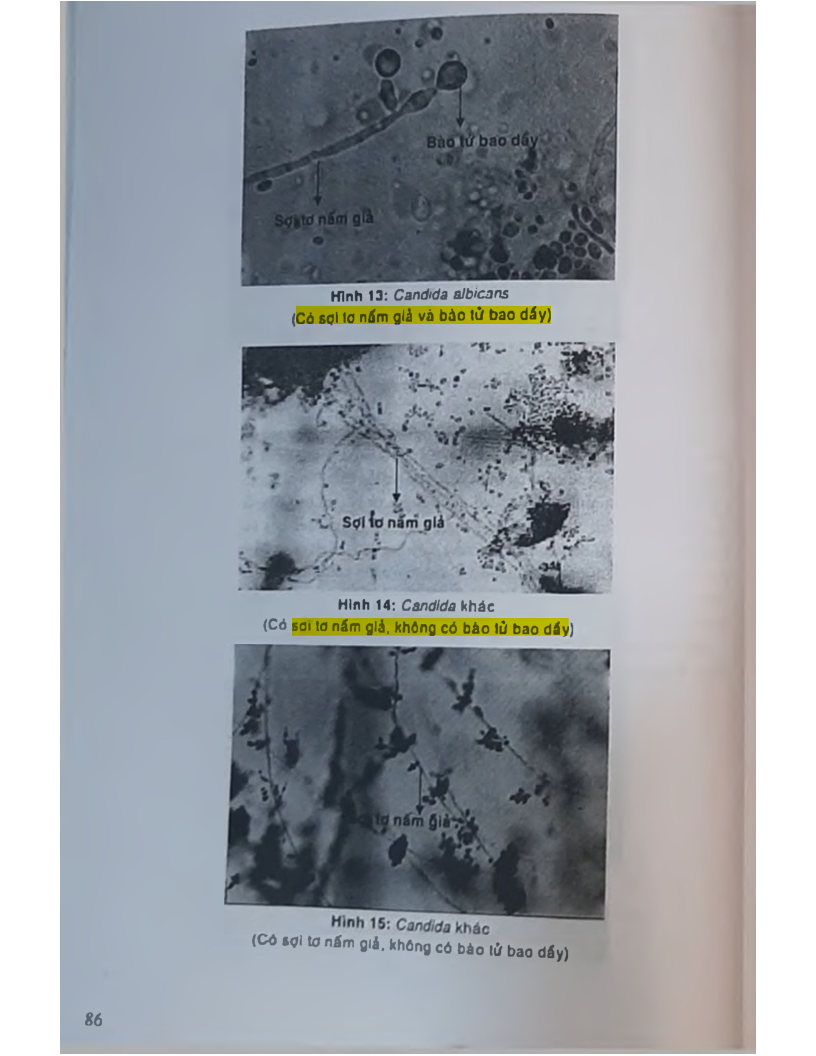 Bào tử bao dầy
Sợi tơ nấm giả
Hình 13: Candida albicans
(Có sợi tơ nấm giả và bào tử bao dầy)
Sợi tơ nấm giả
Hình 14: Candida khác
(Có sợi tơ nấm giả, không có bào tử bao dầy)
tơ nấm giả
Hình 15: Candida khác
(Có sợi tơ nấm giả, không có bào tử bao dầy)
86